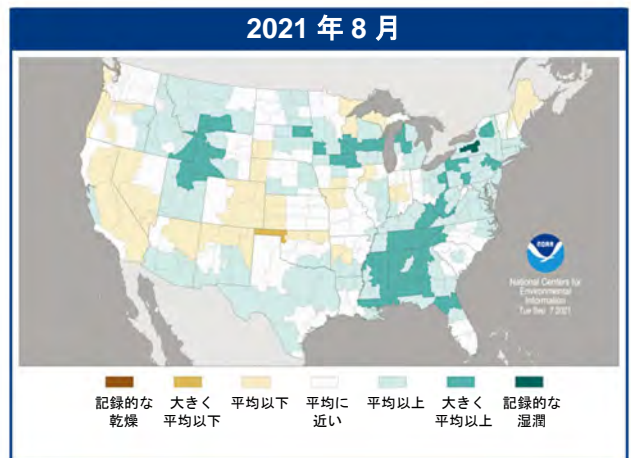 2021 年 8 月
NOAA
National Centers for
Environmental
Information
Tue Sep 7 2021
記録的な
乾燥
大きく
平均以下
平均以下
平均に
近い
平均以上
大きく
平均以上
記録的な
湿潤